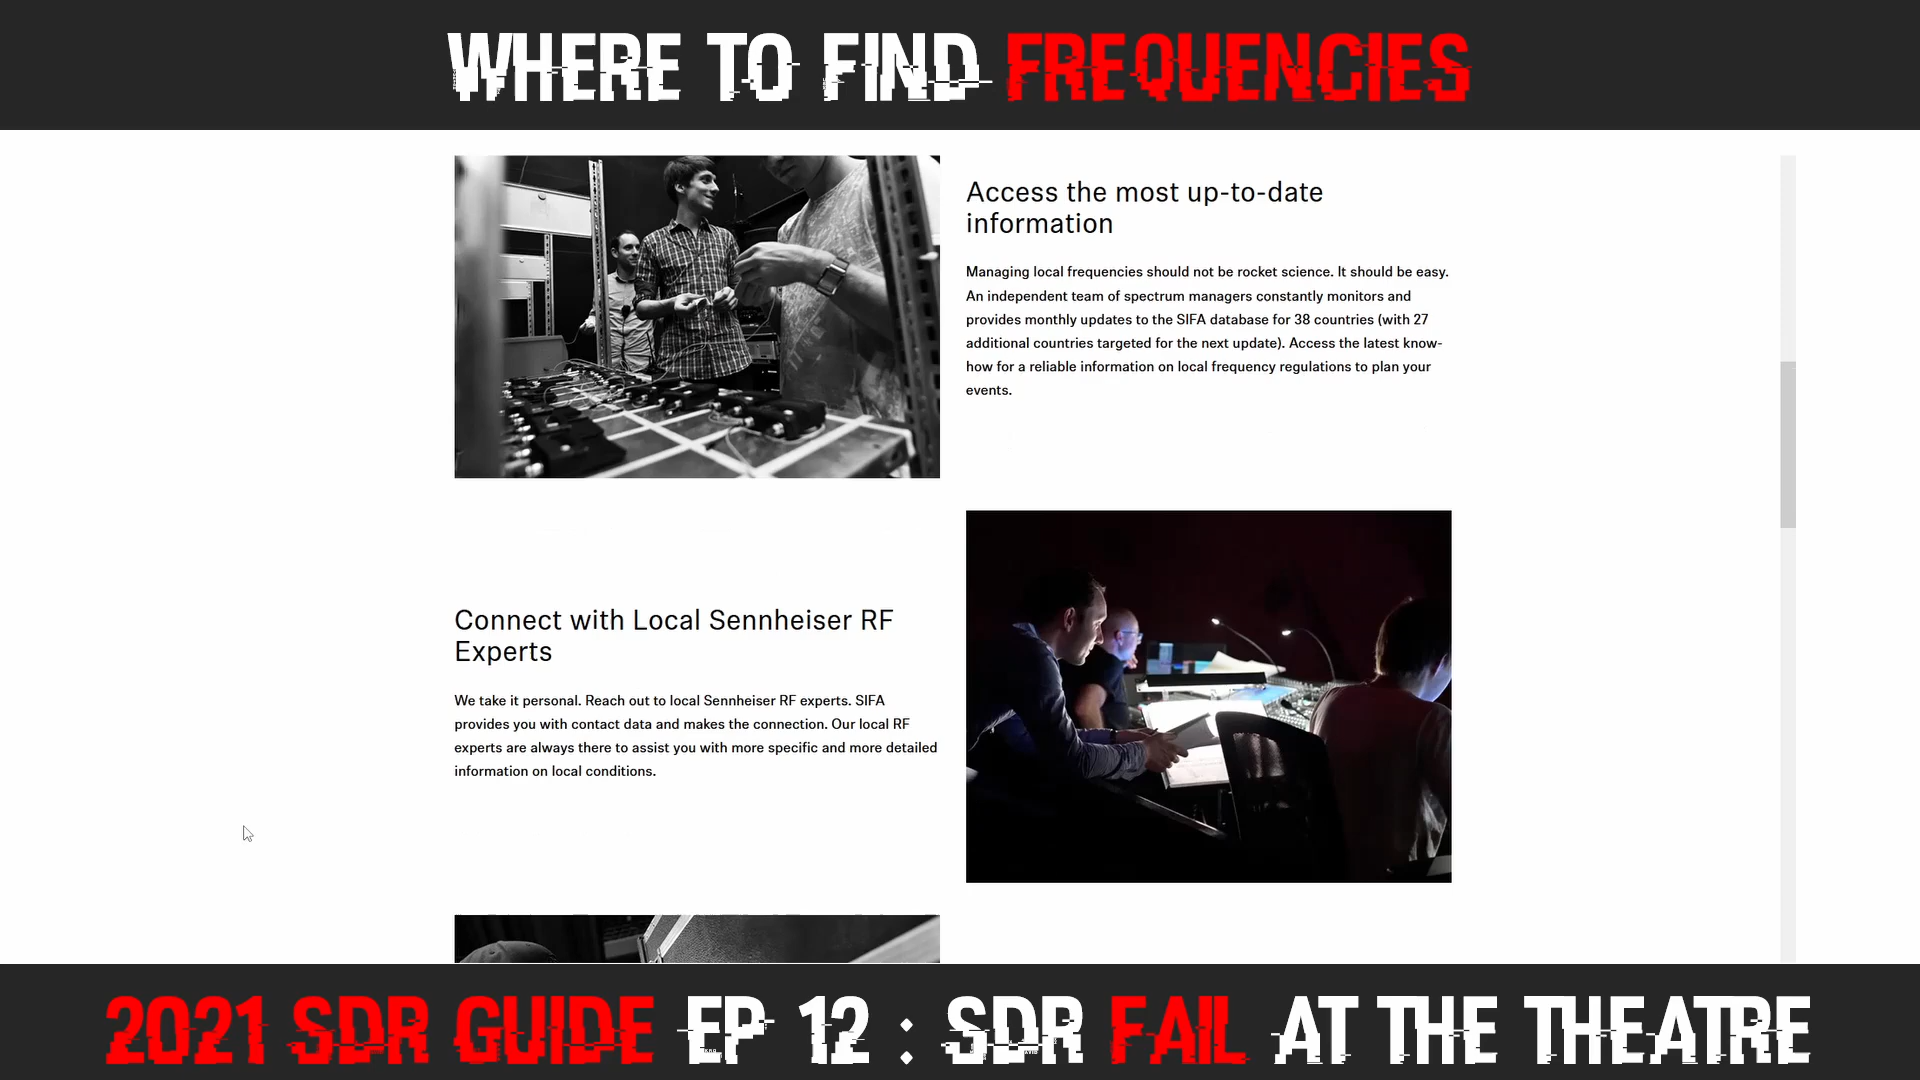 WHERE TO FIND FREQUENCIES
Access the most up-to-date
information
Managing local frequencies should not be rocket science. It should be easy.
An independent team of spectrum managers constantly monitors and
provides monthly updates to the SIFA database for 38 countries (with 27
additional countries targeted for the next update). Access the latest know-
how for a reliable information on local frequency regulations to plan your
events.
Connect with Local Sennheiser RF
Experts
We take it personal. Reach out to local Sennheiser RF experts. SIFA
provides you with contact data and makes the connection. Our local RF
experts are always there to assist you with more specific and more detailed
information on local conditions.
2021 SDR GUIDE EP 12 : SDR FAIL AT THE THEATRE